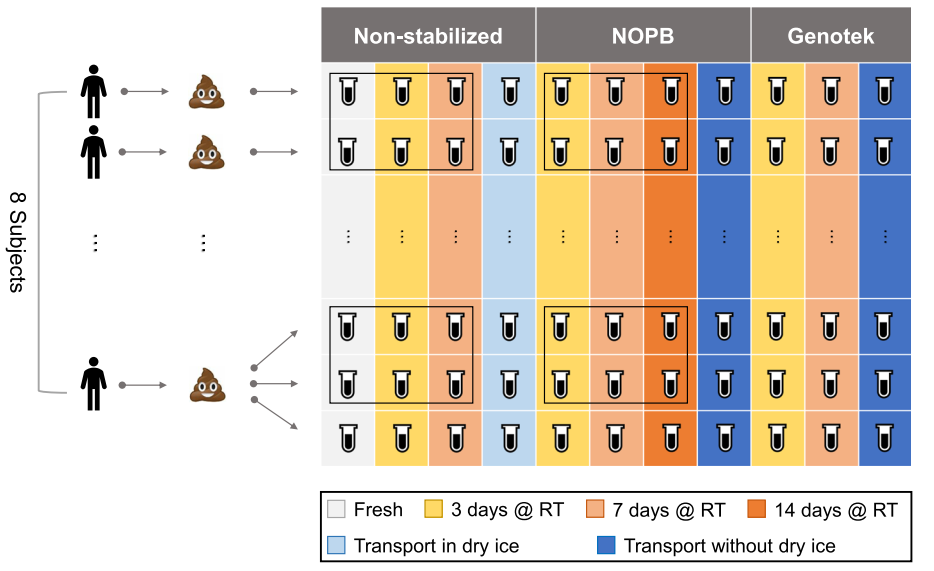 Non-stabilized
NOPB
Genotek
8 Subjects
...
...
... ... ... ... ... ... ... ... ... ... ...
Fresh
3 days @ RT
7 days @ RT
14 days @ RT
Transport in dry ice
Transport without dry ice